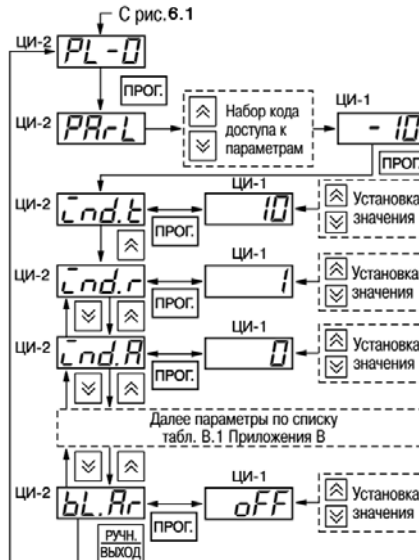 С рис.6.1
ЦИ-2 PL-0
ПРОГ.
ЦИ-2 PArL
Набор кода
доступа к
параметрам
ЦИ-1
-10
ПРОГ.
ЦИ-1
ЦИ-2 ind.t
ПРОГ.
10
Установка
значения
ЦИ-1
ЦИ-2 ind.r
ПРОГ.
1
Установка
значения
ЦИ-1
ЦИ-2 ind.A
ПРОГ.
0
Установка
значения
Далее параметры по списку
табл. В.1 Приложения В
ЦИ-1
ЦИ-2 bL.Ar
ПРОГ.
oFF
Установка
значения
РУЧН.
ВЫХОД